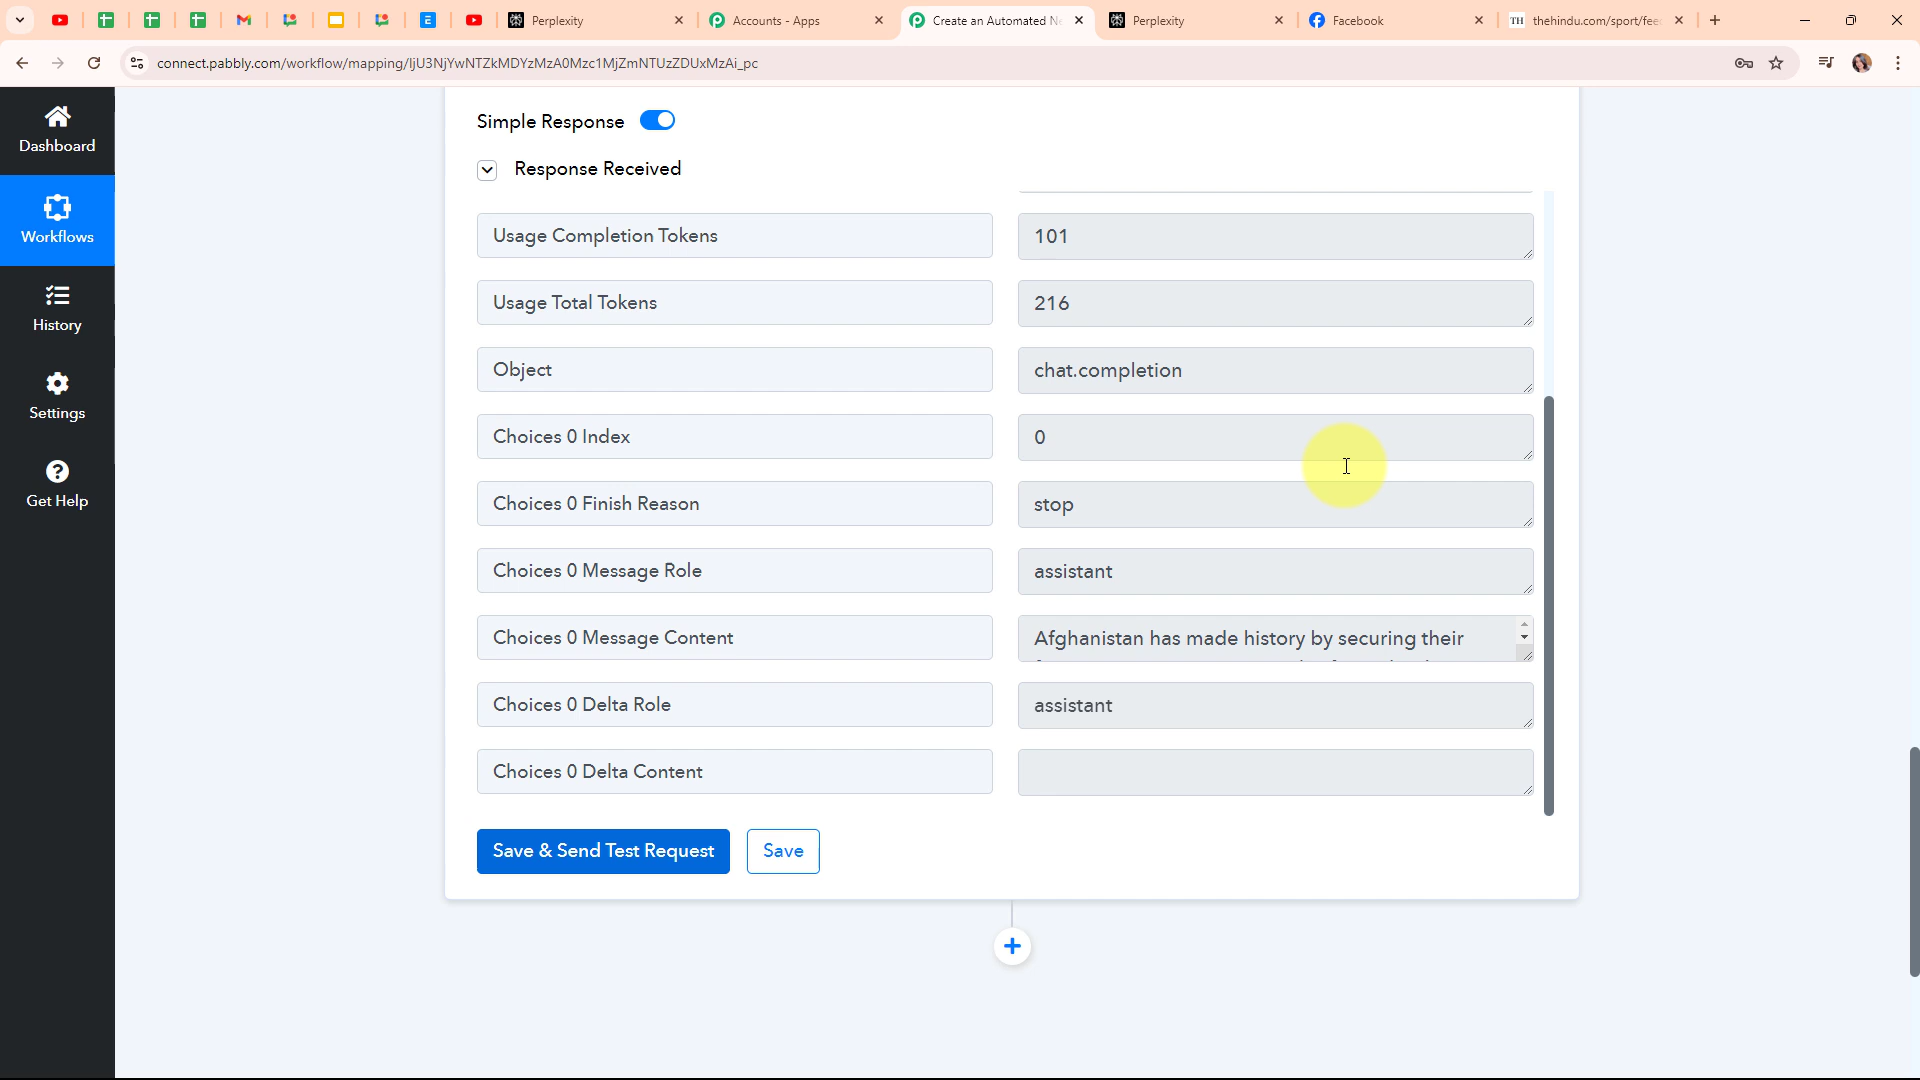 Perplexity
Accounts - Apps
Create an Automated Ne
Perplexity
Facebook
TH
thehindu.com/sport/fee
connect.pabbly.com/workflow/mapping/IjU3NjYwNTZkMDYzMzA0Mzc1MjZmNTUzZDUxMzAi_pc
Dashboard
Workflows
History
Settings
Get Help
Simple Response
Response Received
Usage Completion Tokens
101
Usage Total Tokens
216
Object
chat.completion
Choices 0 Index
0
Choices 0 Finish Reason
stop
Choices 0 Message Role
assistant
Choices 0 Message Content
Afghanistan has made history by securing their
Choices 0 Delta Role
assistant
Choices 0 Delta Content
Save & Send Test Request
Save